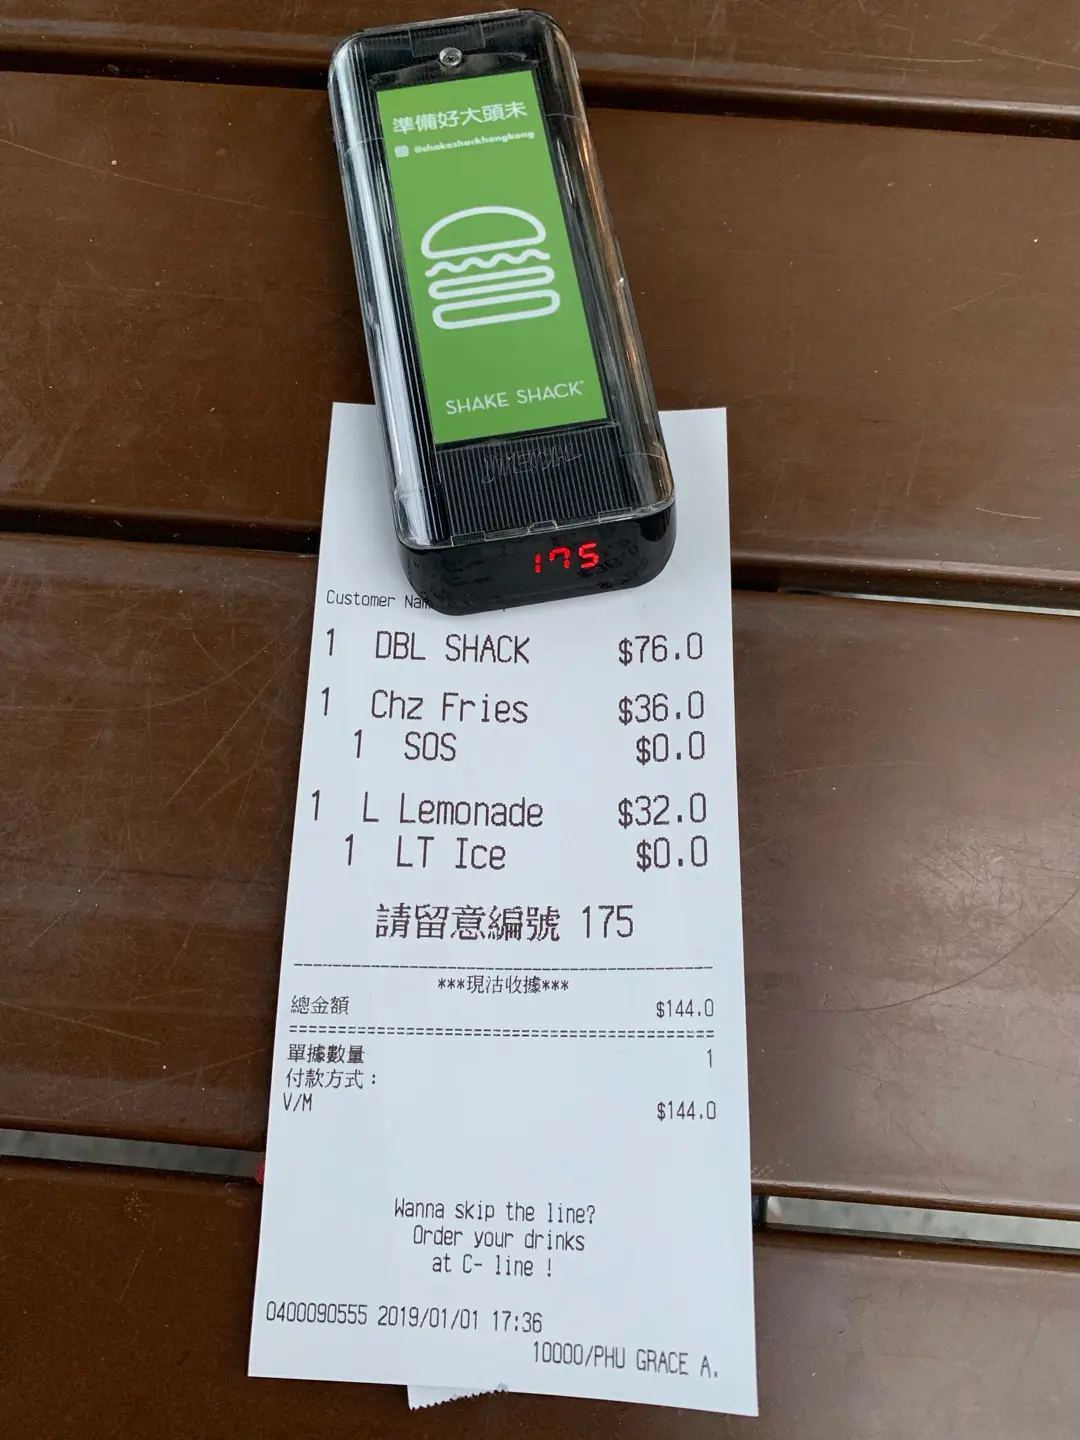 準備好大頭未
@shakeshackhongkong
SHAKE SHACK
175
Customer
1 DBL SHACK $76.0
1 Chz Fries $36.0
1 SOS $0.0
1 L Lemonade $32.0
1 LT Ice $0.0
請留意編號 175
***現沽收據***
總金額 $144.0
單據數量 1
付款方式：
V/M $144.0
Wanna skip the line?
Order your drinks
at C- line !
0400090555 2019/01/01 17:36
10000/PHU GRACE A.